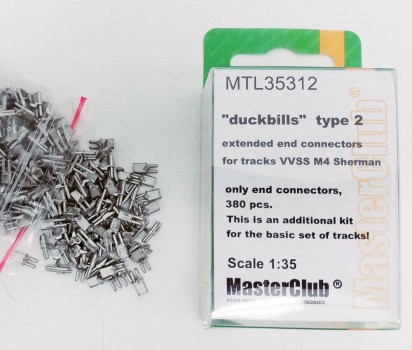 MTL35312
"duckbills" type 2
extended end connectors
for tracks VVSS M4 Sherman
only end connectors,
380 pcs.
This is an additional kit
for the basic set of tracks!
Scale 1:35
MasterClub®
MasterClub®